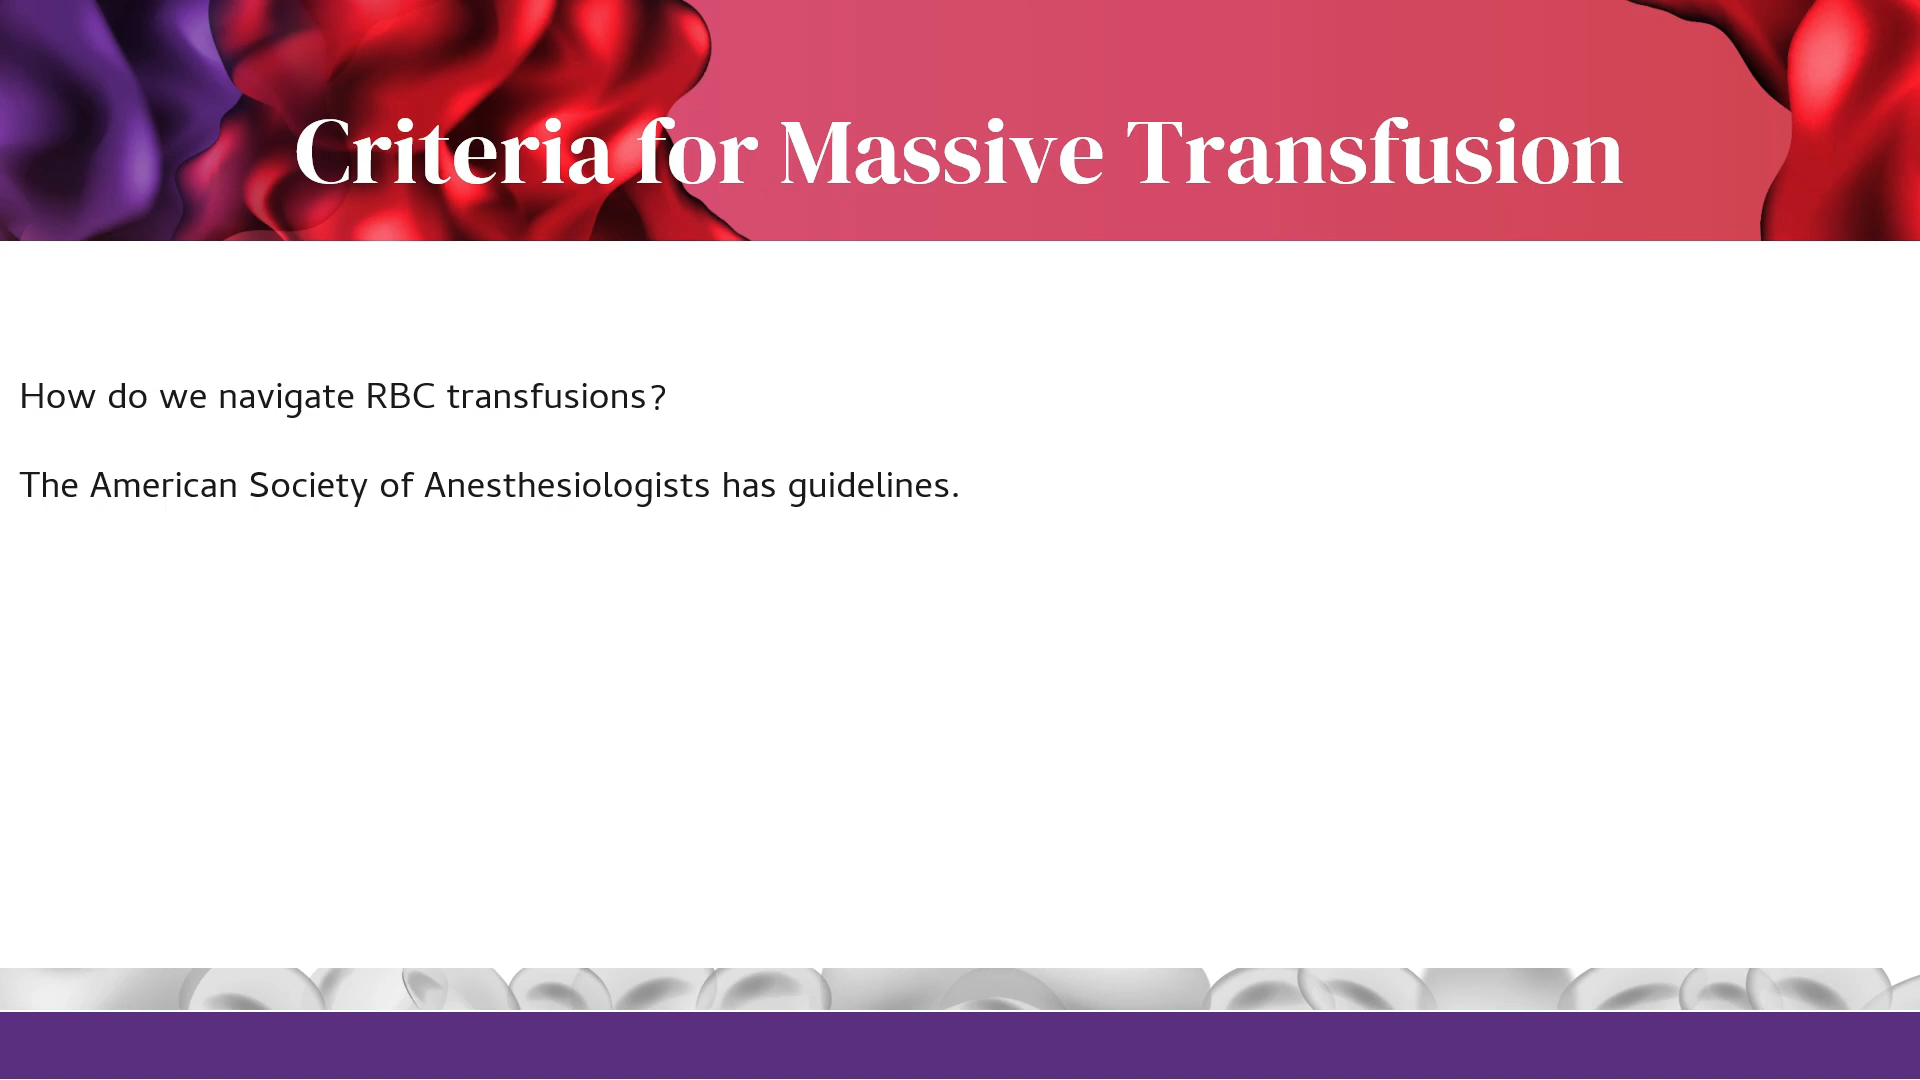 Criteria for Massive Transfusion
How do we navigate RBC transfusions?
The American Society of Anesthesiologists has guidelines.